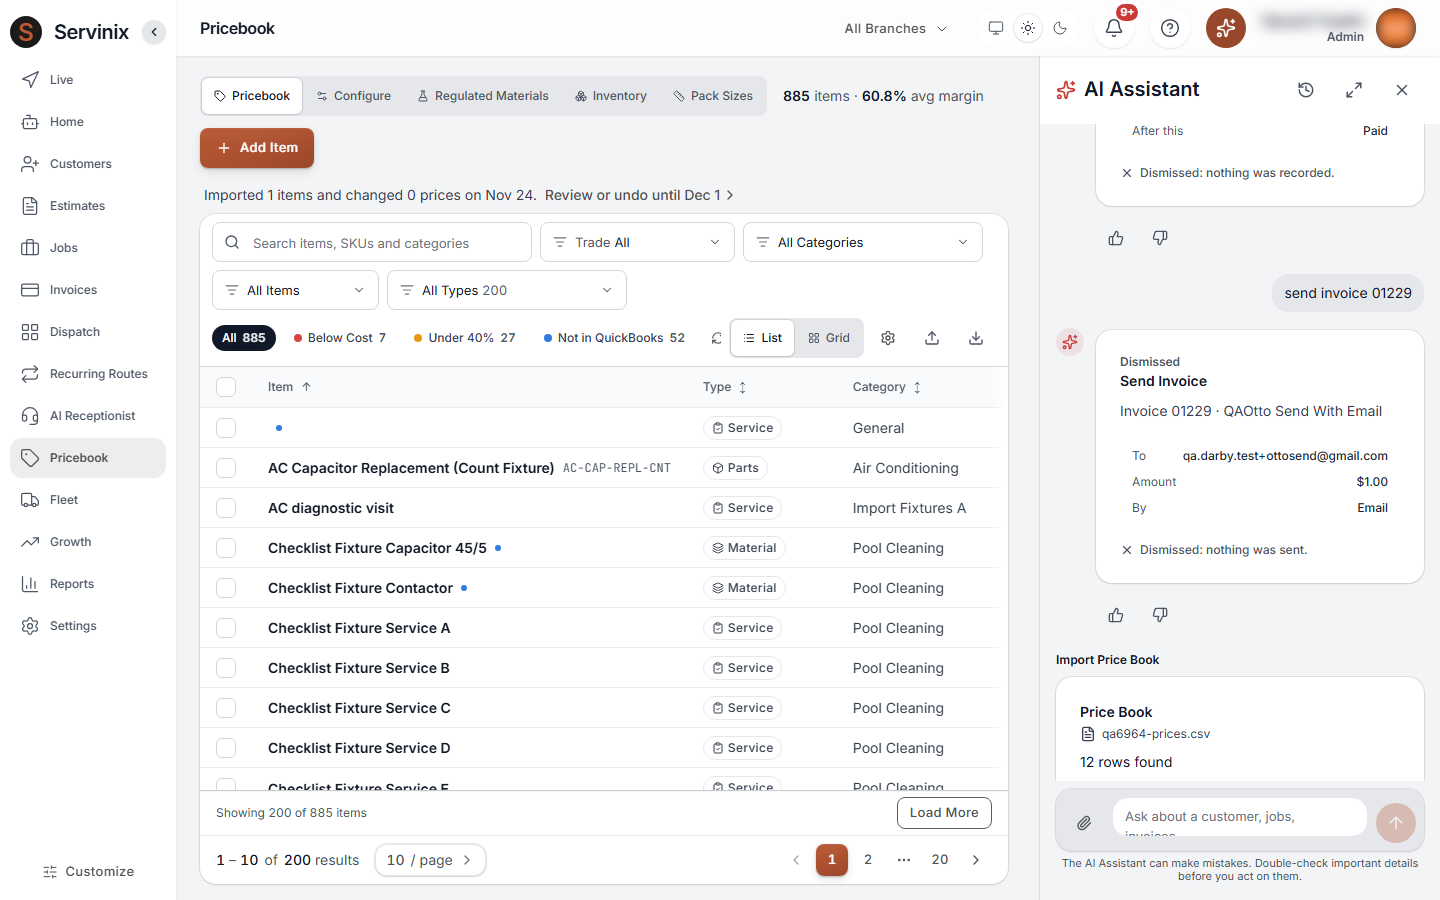 Servinix
Live
Home
Customers
Estimates
Jobs
Invoices
Dispatch
Recurring Routes
AI Receptionist
Pricebook
Fleet
Growth
Reports
Settings
Customize
Pricebook
All Branches
9+
Admin
Pricebook Configure Regulated Materials Inventory Pack Sizes 885 items · 60.8% avg margin
Add Item
Imported 1 items and changed 0 prices on Nov 24. Review or undo until Dec 1
Search items, SKUs and categories
Trade All
All Categories
All Items
All Types 200
All 885 Below Cost 7 Under 40% 27 Not in QuickBooks 52 List Grid
Item Type Category
Service General
AC Capacitor Replacement (Count Fixture) AC-CAP-REPL-CNT Parts Air Conditioning
AC diagnostic visit Service Import Fixtures A
Checklist Fixture Capacitor 45/5 Material Pool Cleaning
Checklist Fixture Contactor Material Pool Cleaning
Checklist Fixture Service A Service Pool Cleaning
Checklist Fixture Service B Service Pool Cleaning
Checklist Fixture Service C Service Pool Cleaning
Checklist Fixture Service D Service Pool Cleaning
Checklist Fixture Service E Service Pool Cleaning
Showing 200 of 885 items
Load More
1 – 10 of 200 results 10 / page 1 2 ••• 20
AI Assistant
After this Paid
Dismissed: nothing was recorded.
send invoice 01229
Dismissed
Send Invoice
Invoice 01229 · QAOtto Send With Email
To qa.darby.test+ottosend@gmail.com
Amount $1.00
By Email
Dismissed: nothing was sent.
Import Price Book
Price Book
qa6964-prices.csv
12 rows found
Ask about a customer, jobs,
invoices
The AI Assistant can make mistakes. Double-check important details
before you act on them.